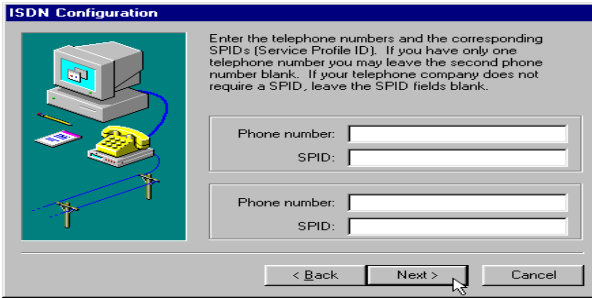 ISDN Configuration
Enter the telephone numbers and the corresponding
SPIDs (Service Profile ID). If you have only one
telephone number you may leave the second phone
number blank. If your telephone company does not
require a SPID, leave the SPID fields blank.
Phone number:
SPID:
Phone number:
SPID:
< Back
Next >
Cancel